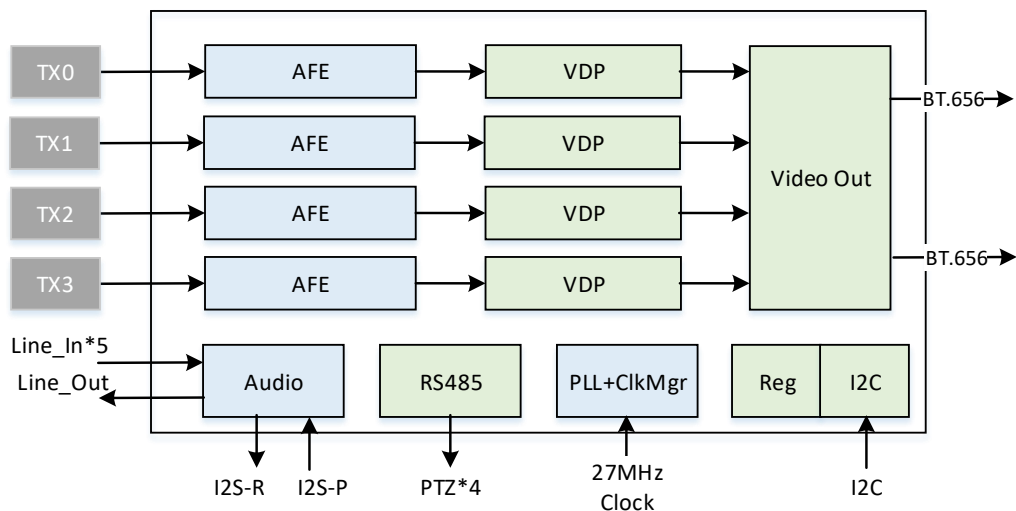 TX0
AFE
VDP
TX1
AFE
VDP
TX2
AFE
VDP
TX3
AFE
VDP
Video Out
BT.656
BT.656
Line_In*5
Line_Out
Audio
RS485
PLL+ClkMgr
Reg
I2C
I2S-R
I2S-P
PTZ*4
27MHz
Clock
I2C